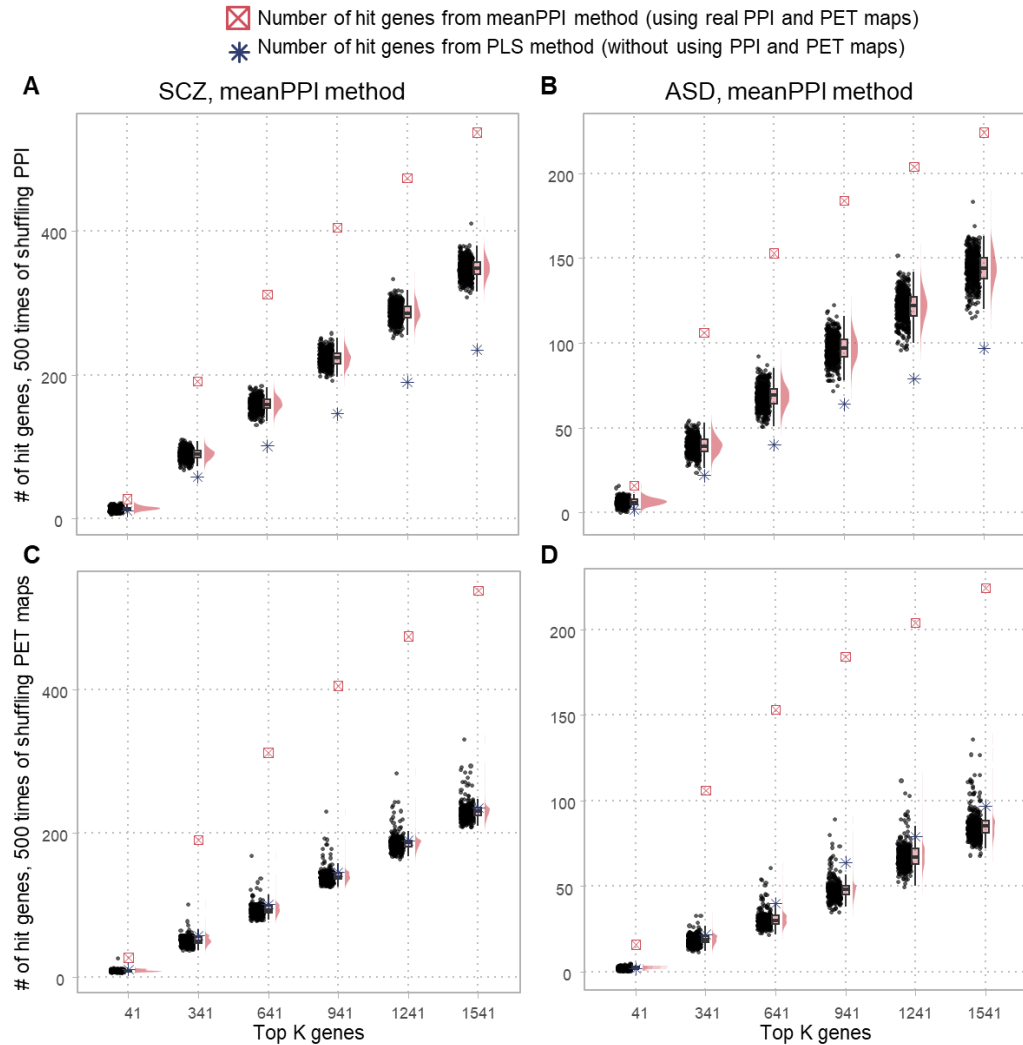 Number of hit genes from meanPPI method (using real PPI and PET maps)
Number of hit genes from PLS method (without using PPI and PET maps)
A
SCZ, meanPPI method
B
ASD, meanPPI method
# of hit genes, 500 times of shuffling PPI
400
200
0
200
150
100
50
0
C
D
# of hit genes, 500 times of shuffling PET maps
400
200
0
200
150
100
50
0
41 341 641 941 1241 1541
41 341 641 941 1241 1541
Top K genes
Top K genes